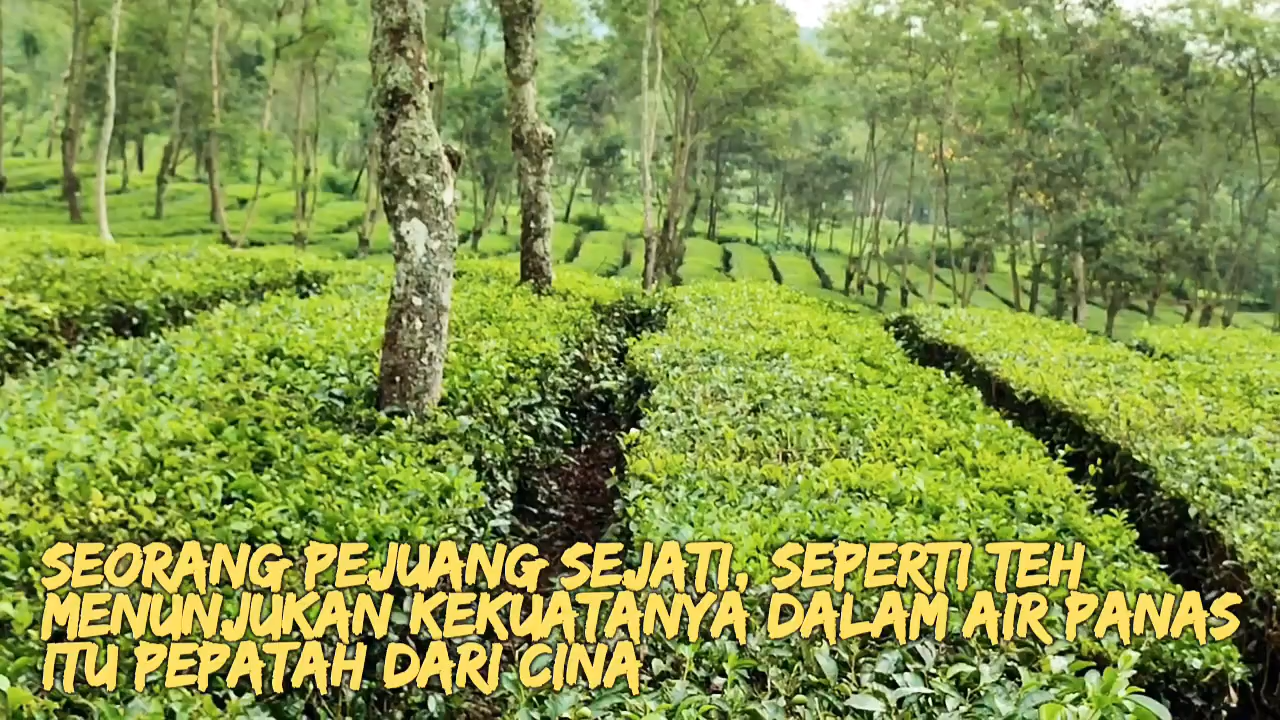 SEORANG PEJUANG SEJATI, SEPERTI TEH
MENUNJUKAN KEKUATANYA DALAM AIR PANAS
ITU PEPATAH DARI CINA